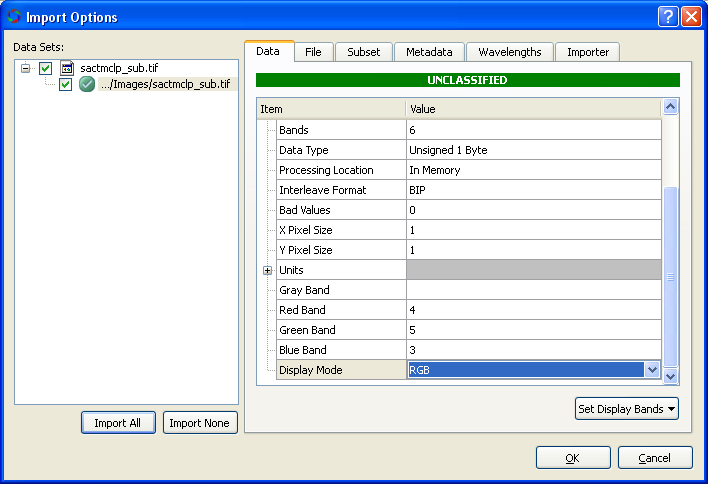 Import Options
Data Sets:
sactmclp_sub.tif
.../Images/sactmclp_sub.tif
Import All
Import None
Data
File
Subset
Metadata
Wavelengths
Importer
UNCLASSIFIED
Item Value
Bands 6
Data Type Unsigned 1 Byte
Processing Location In Memory
Interleave Format BIP
Bad Values 0
X Pixel Size 1
Y Pixel Size 1
Units
Gray Band
Red Band 4
Green Band 5
Blue Band 3
Display Mode RGB
Set Display Bands
OK
Cancel